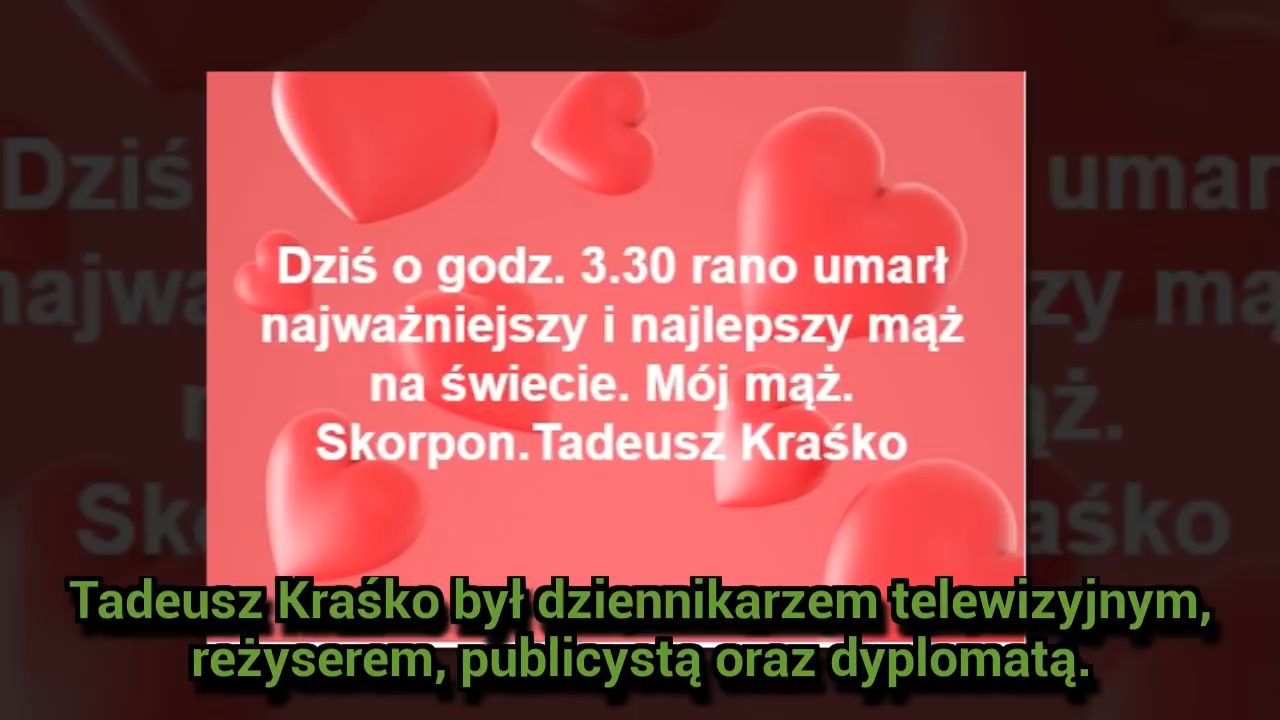 Dziś o godz. 3.30 rano umarł
najważniejszy i najlepszy mąż
na świecie. Mój mąż.
Skorpon.Tadeusz Kraśko
Tadeusz Kraśko był dziennikarzem telewizyjnym,
reżyserem, publicystą oraz dyplomatą.